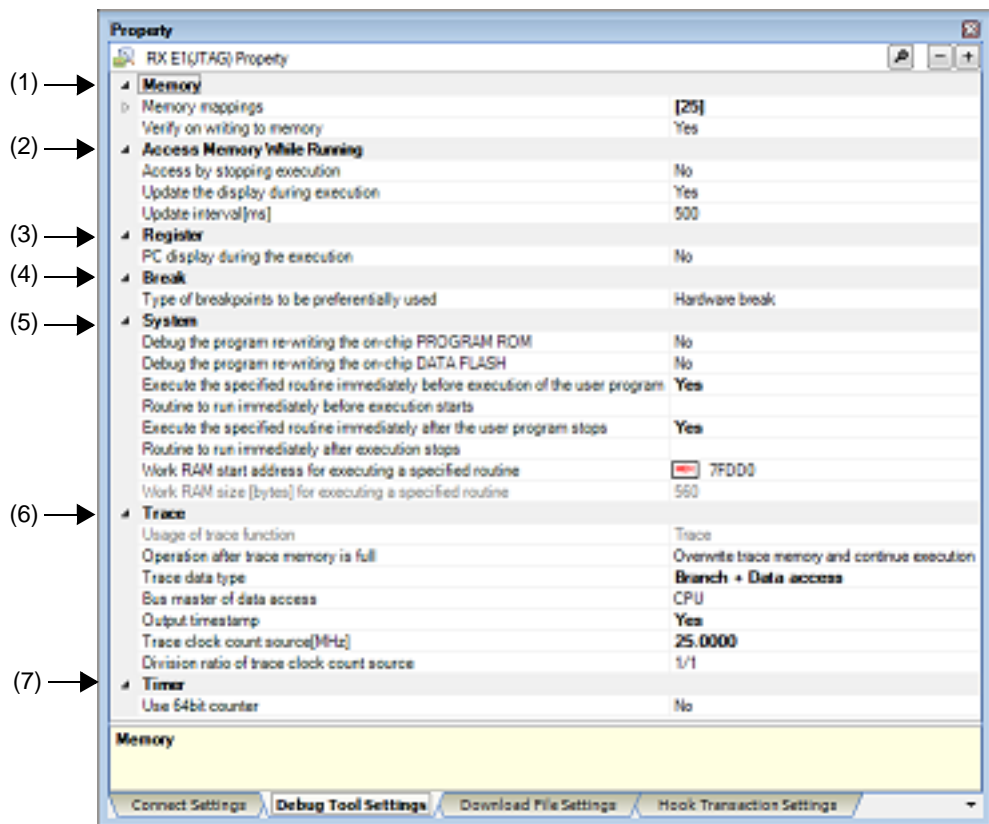 Property
RX E1(JTAG) Property
(1) Memory
Memory mappings [25]
Verify on writing to memory Yes
(2) Access Memory While Running
Access by stopping execution No
Update the display during execution Yes
Update interval[ms] 500
(3) Register
PC display during the execution No
(4) Break
Type of breakpoints to be preferentially used Hardware break
(5) System
Debug the program re-writing the on-chip PROGRAM ROM No
Debug the program re-writing the on-chip DATA FLASH No
Execute the specified routine immediately before execution of the user program Yes
Routine to run immediately before execution starts
Execute the specified routine immediately after the user program stops Yes
Routine to run immediately after execution stops
Work RAM start address for executing a specified routine 7FDD0
Work RAM size [bytes] for executing a specified routine 560
(6) Trace
Usage of trace function Trace
Operation after trace memory is full Overwrite trace memory and continue execution
Trace data type Branch + Data access
Bus master of data access CPU
Output timestamp Yes
Trace clock count source[MHz] 25.0000
Division ratio of trace clock count source 1/1
(7) Timer
Use 64bit counter No
Memory
Connect Settings Debug Tool Settings Download File Settings Hook Transaction Settings